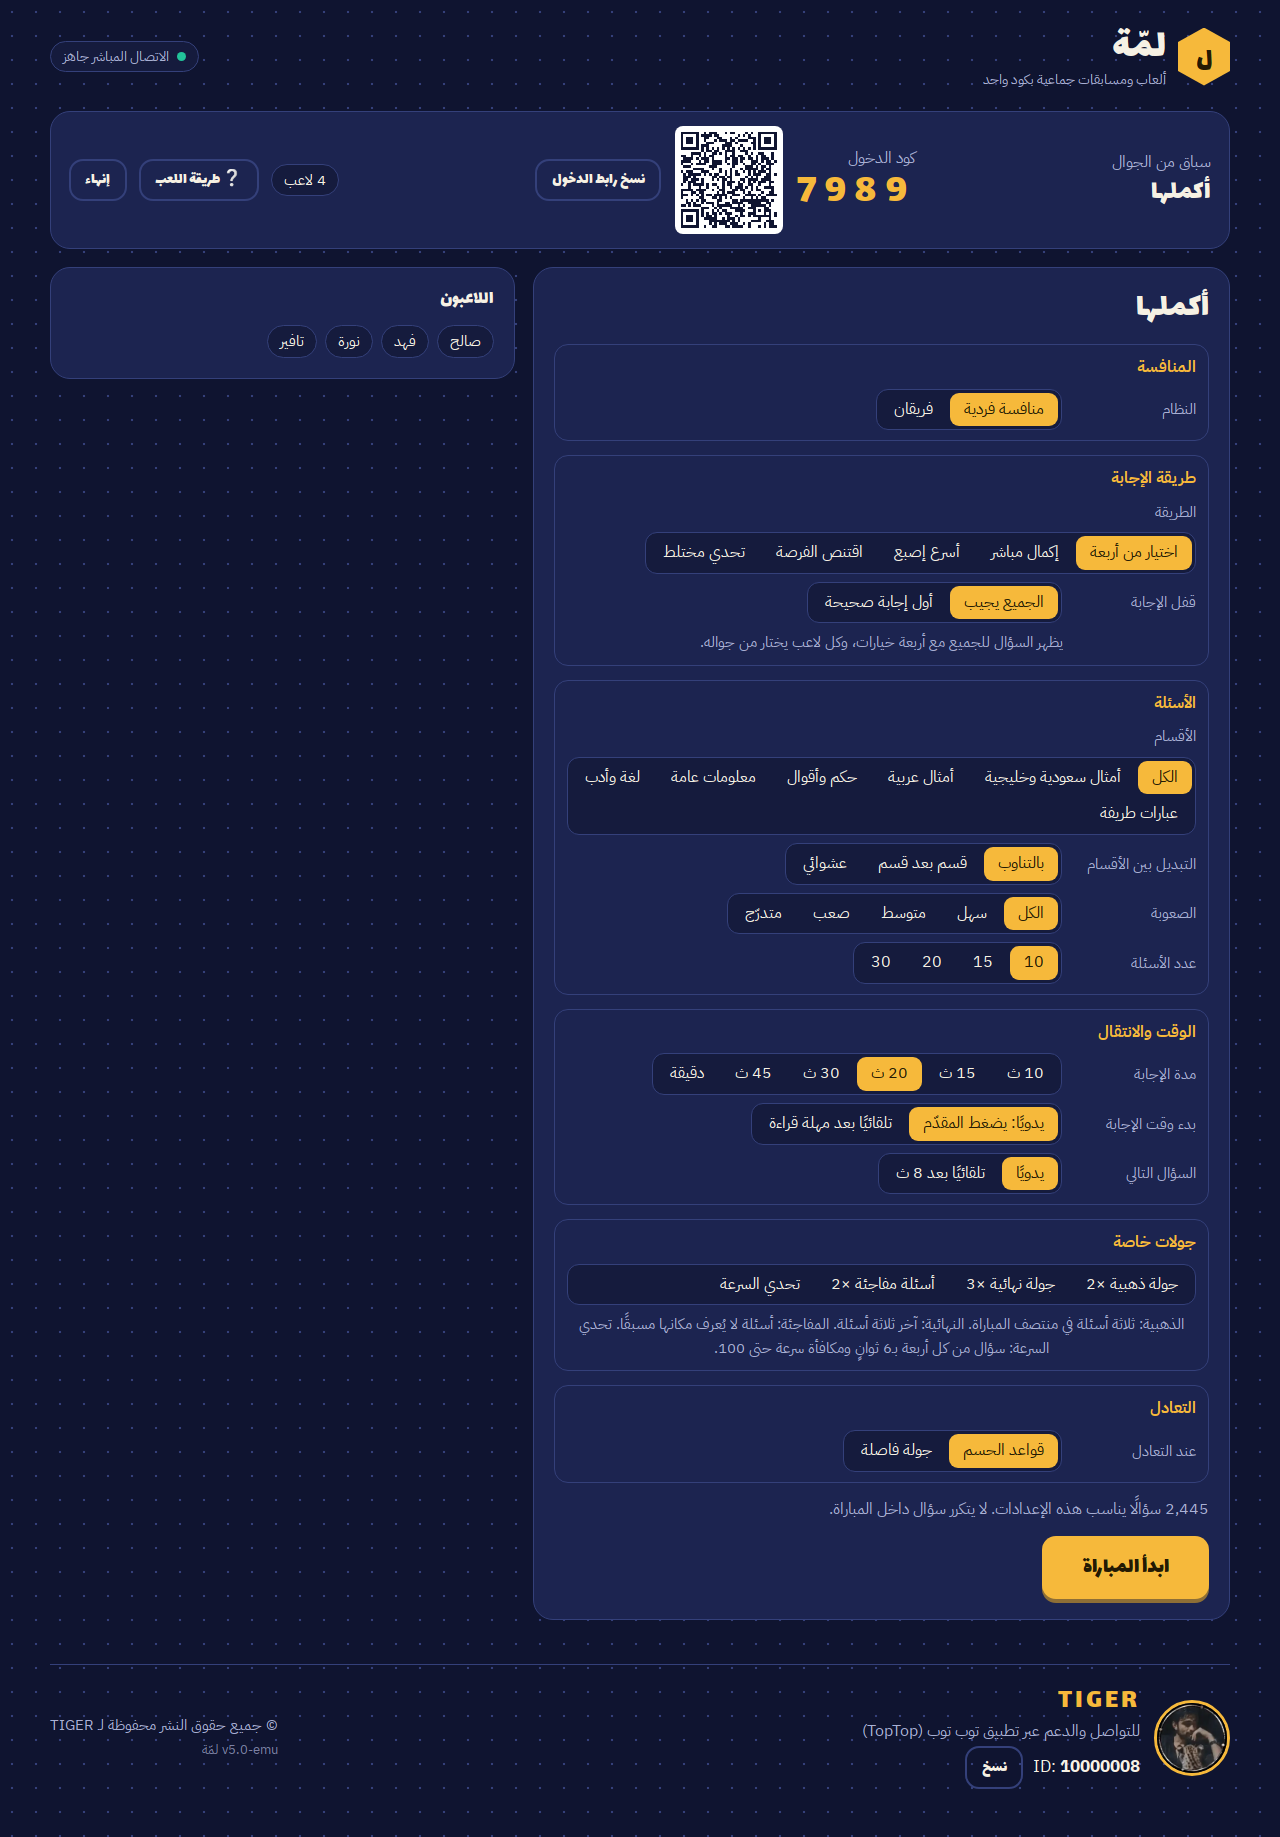 ل
لمّة
ألعاب ومسابقات جماعية بكود واحد
الاتصال المباشر جاهز
سباق من الجوال
أكملها
كود الدخول
7989
نسخ رابط الدخول
4 لاعب
❔ طريقة اللعب
إنهاء
أكملها
المنافسة
النظام
منافسة فردية
فريقان
طريقة الإجابة
الطريقة
اختيار من أربعة
إكمال مباشر
أسرع إصبع
اقتنص الفرصة
تحدي مختلط
قفل الإجابة
الجميع يجيب
أول إجابة صحيحة
يظهر السؤال للجميع مع أربعة خيارات، وكل لاعب يختار من جواله.
الأسئلة
الأقسام
الكل
أمثال سعودية وخليجية
أمثال عربية
حكم وأقوال
معلومات عامة
لغة وأدب
عبارات طريفة
التبديل بين الأقسام
بالتناوب
قسم بعد قسم
عشوائي
الصعوبة
الكل
سهل
متوسط
صعب
متدرّج
عدد الأسئلة
10
15
20
30
الوقت والانتقال
مدة الإجابة
10 ث
15 ث
20 ث
30 ث
45 ث
دقيقة
بدء وقت الإجابة
يدويًا: يضغط المقدّم
تلقائيًا بعد مهلة قراءة
السؤال التالي
يدويًا
تلقائيًا بعد 8 ث
جولات خاصة
جولة ذهبية ×2
جولة نهائية ×3
أسئلة مفاجئة ×2
تحدي السرعة
الذهبية: ثلاثة أسئلة في منتصف المباراة. النهائية: آخر ثلاثة أسئلة. المفاجئة: أسئلة لا يُعرف مكانها مسبقًا. تحدي
السرعة: سؤال من كل أربعة بـ6 ثوانٍ ومكافأة سرعة حتى 100.
التعادل
عند التعادل
قواعد الحسم
جولة فاصلة
2,445 سؤالًا يناسب هذه الإعدادات. لا يتكرر سؤال داخل المباراة.
ابدأ المباراة
اللاعبون
صالح
فهد
نورة
تافير
TIGER
للتواصل والدعم عبر تطبيق توب توب (TopTop)
ID: 10000008
نسخ
© جميع حقوق النشر محفوظة لـ TIGER
لمّة v5.0-emu